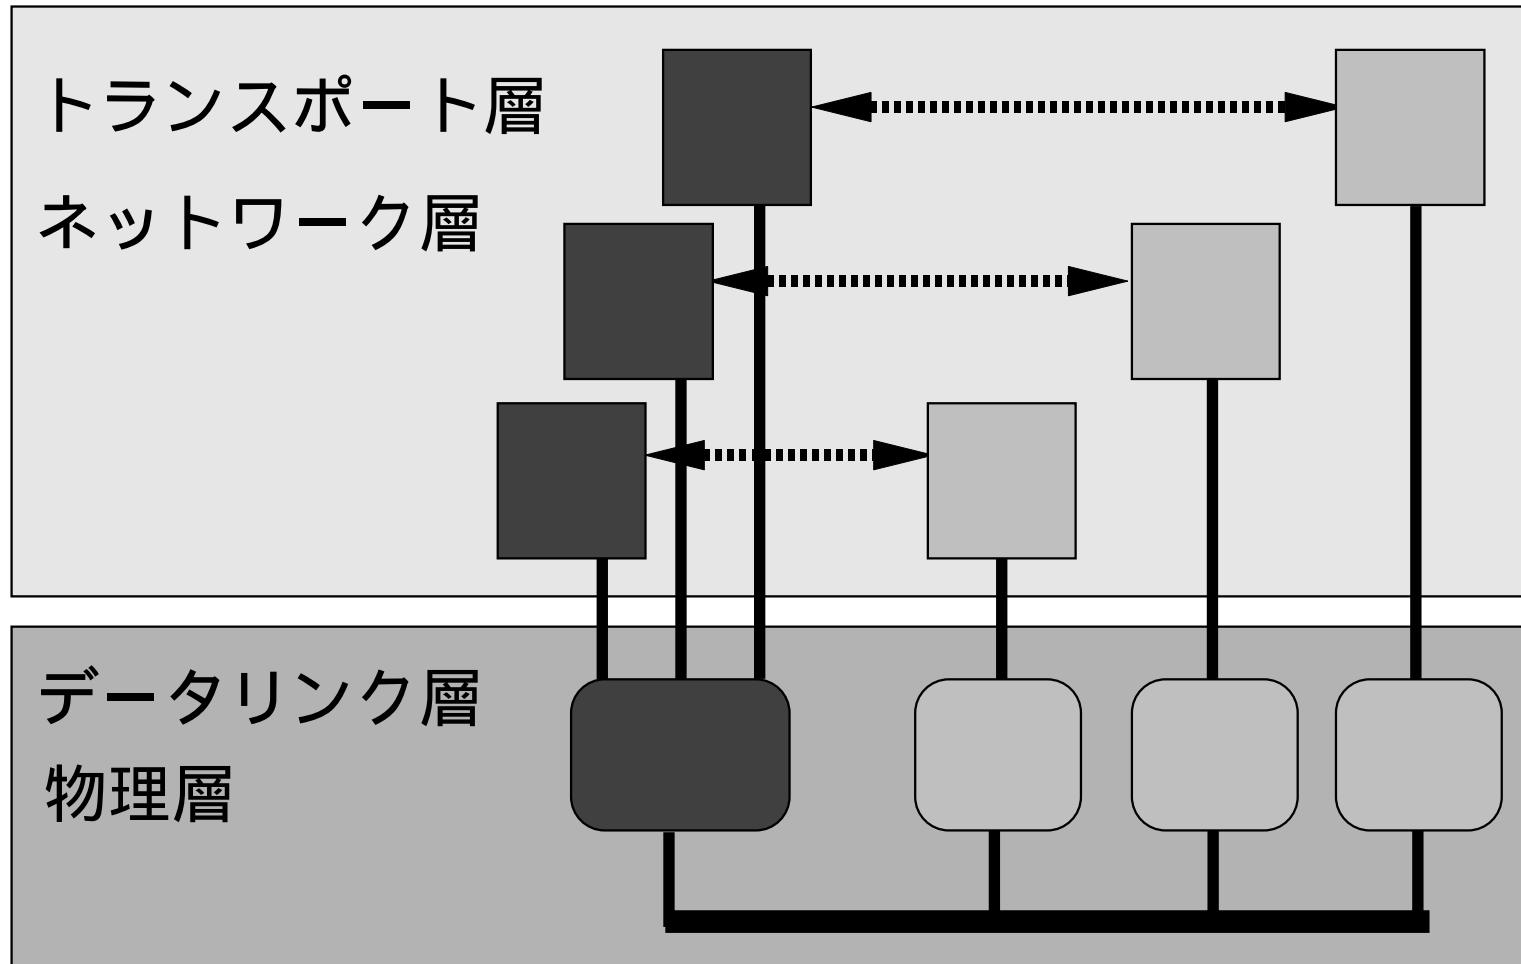 トランスポート層
ネットワーク層
データリンク層
物理層